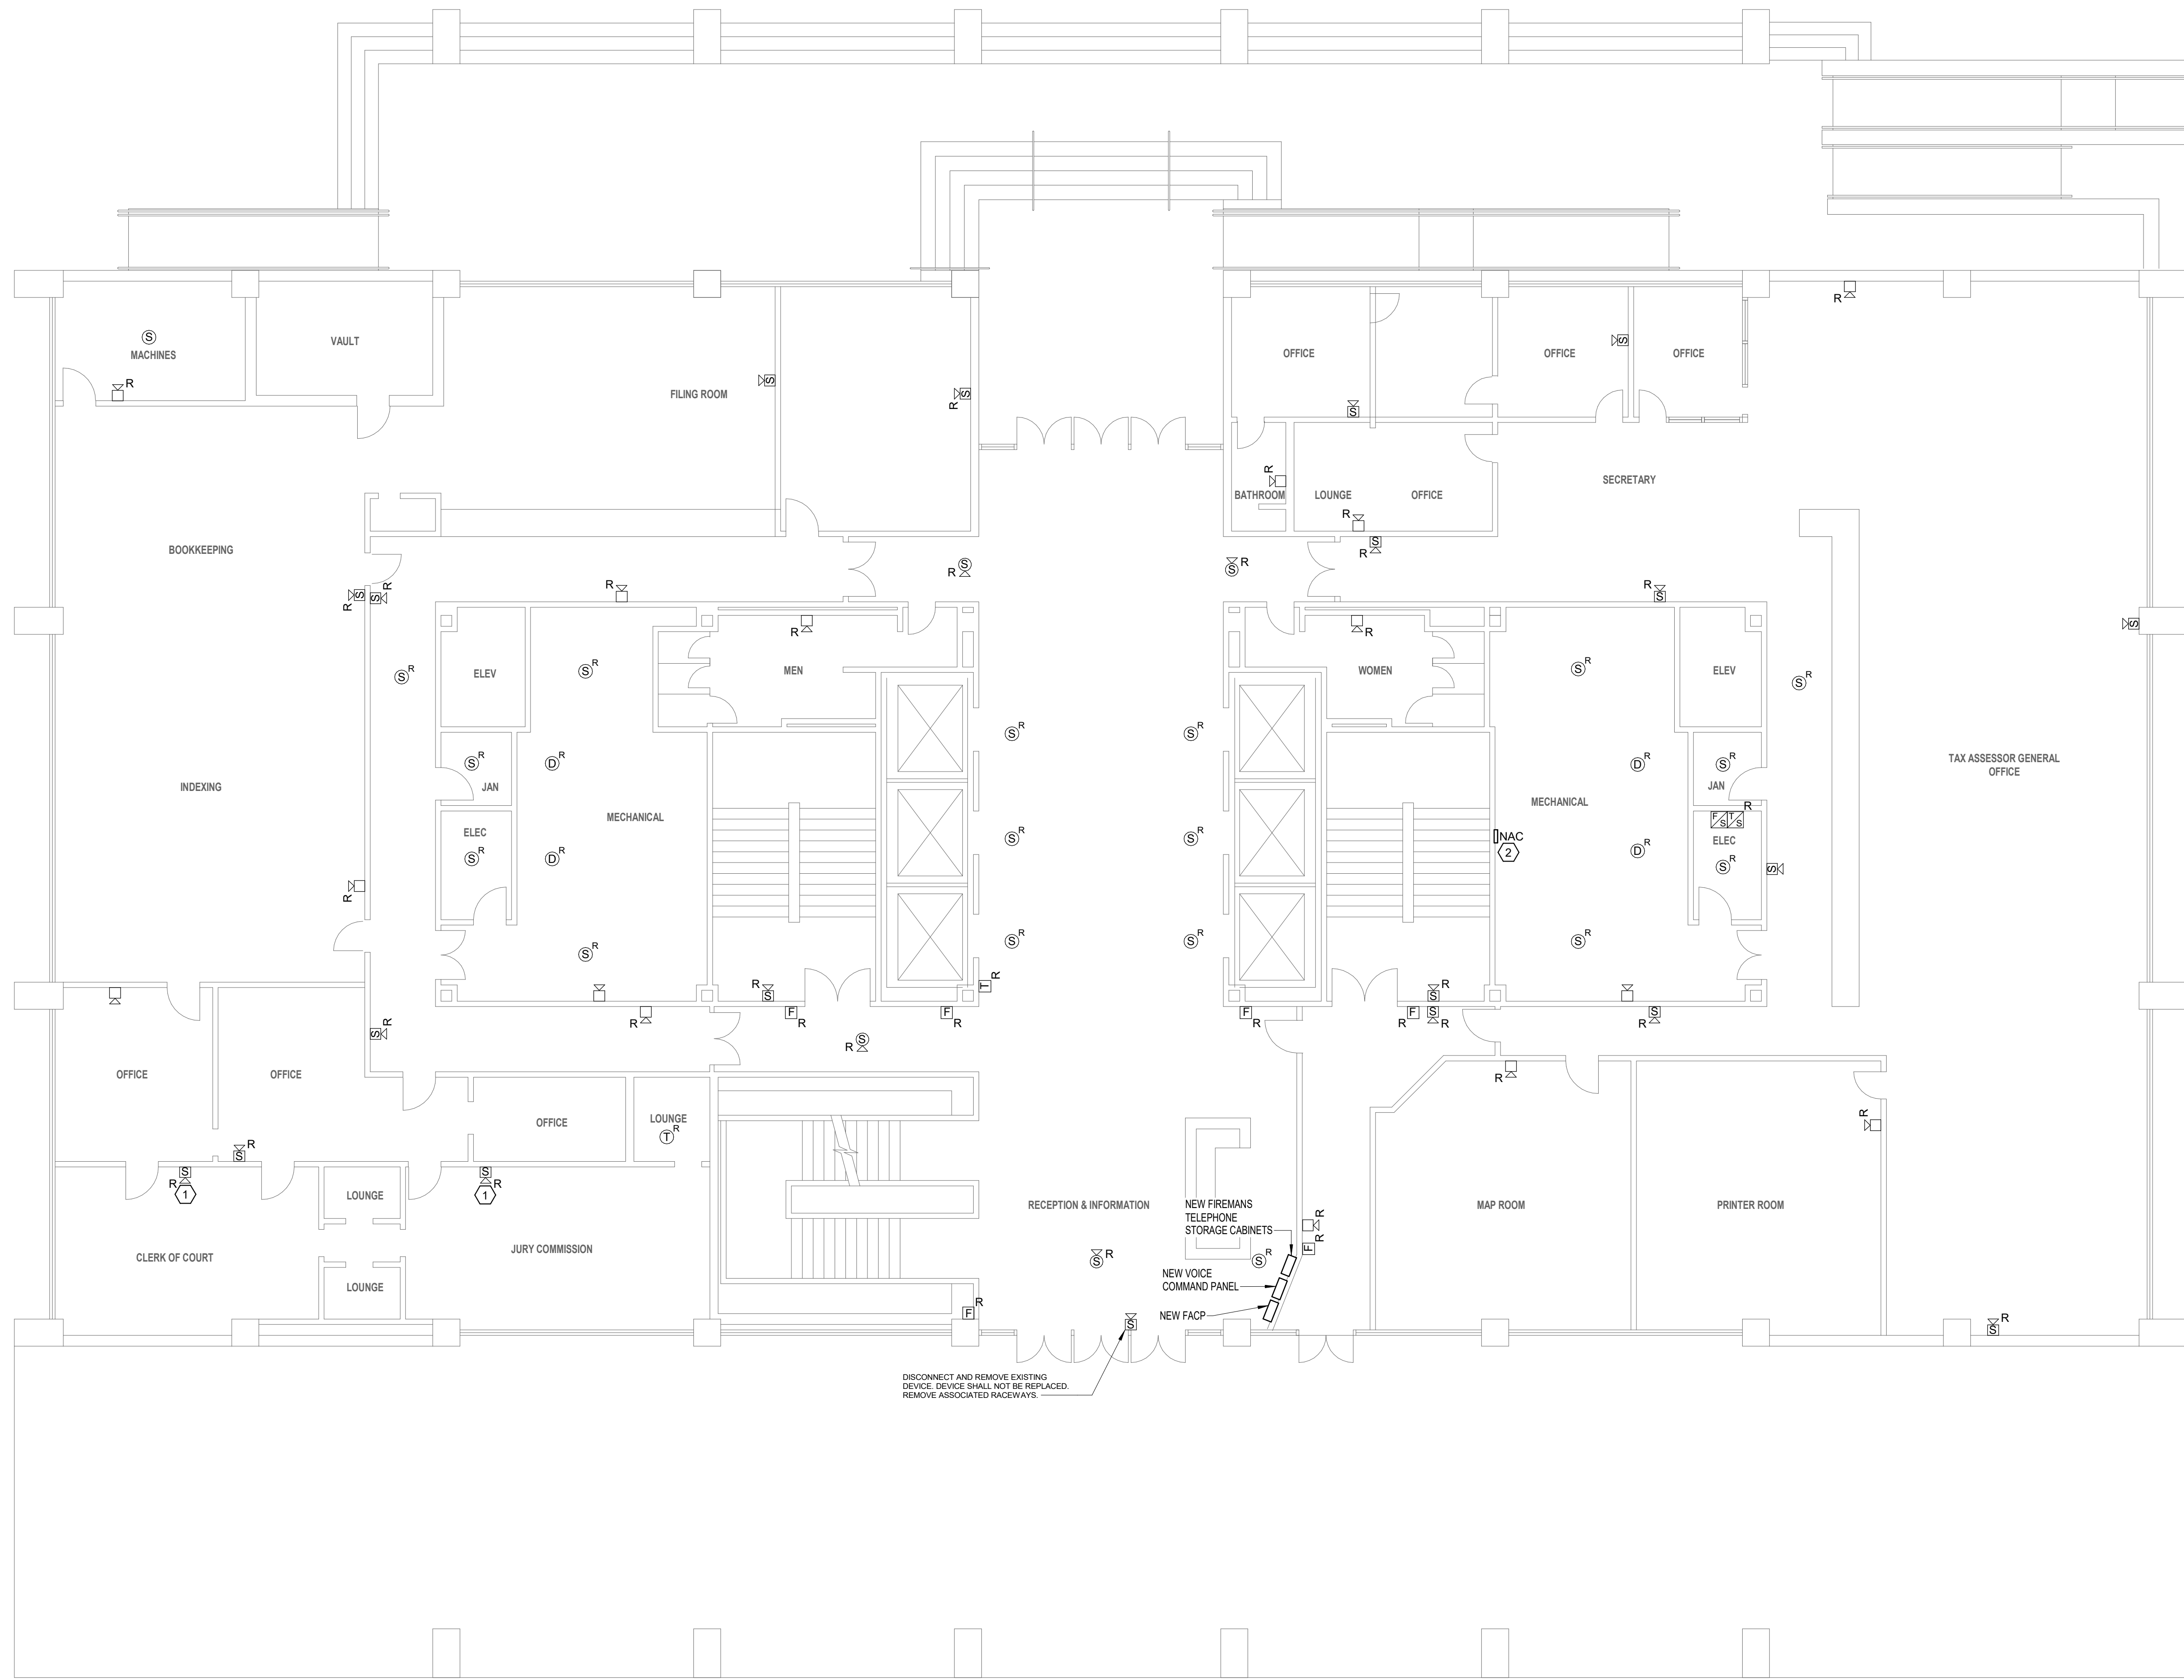 R
S
MACHINES
VAULT
R
OFFICE
S
OFFICE
OFFICE
S
FILING ROOM
S
R
S
R
SECRETARY
BATHROOM
LOUNGE
OFFICE
R
BOOKKEEPING
S
R
S
R
S
R
S
R
R
S
R
S
R
R
S
S
R
R
MEN
WOMEN
ELEV
S R
S R
ELEV
S R
S R
S R
S R
S R
TAX ASSESSOR GENERAL
OFFICE
S R
D R
D R
S R
JAN
JAN
INDEXING
MECHANICAL
MECHANICAL
R
F S
T S
ELEC
S R
S R
NAC
2
ELEC
S R
D R
D R
S R
S
R
S R
S R
S R
S R
T
R
R
S
S
R
F
R
F
R
F
R
R
F
R
S
R
S
R
S
R
R
S
R
OFFICE
OFFICE
R
OFFICE
LOUNGE
T R
R
R
S
S
R
1
S
R
1
LOUNGE
RECEPTION & INFORMATION
NEW FIREMANS
TELEPHONE
STORAGE CABINETS
MAP ROOM
PRINTER ROOM
R
F
R
CLERK OF COURT
JURY COMMISSION
S
R
S R
LOUNGE
NEW VOICE
COMMAND PANEL
NEW FACP
F
R
S
S
R
DISCONNECT AND REMOVE EXISTING
DEVICE. DEVICE SHALL NOT BE REPLACED.
REMOVE ASSOCIATED RACEWAYS.